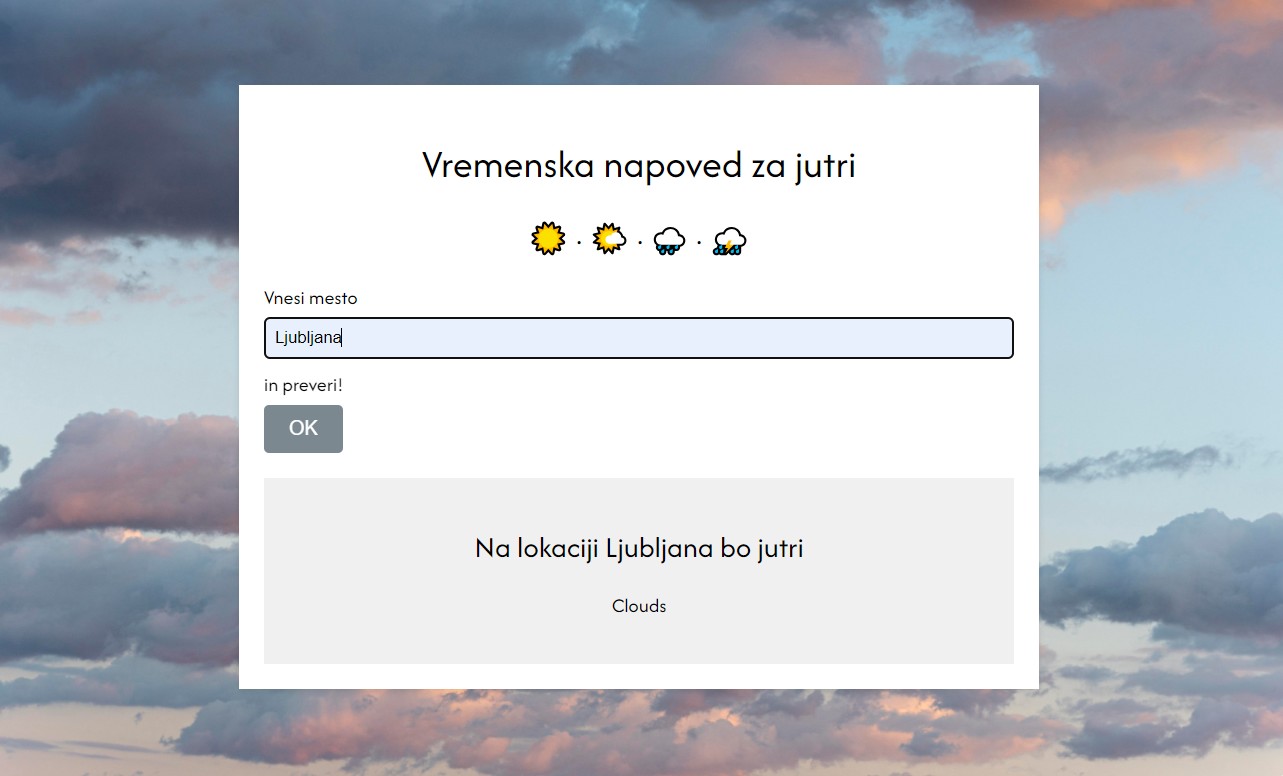 Vremenska napoved za jutri
· · ·
Vnesi mesto
Ljubljana
in preveri!
OK
Na lokaciji Ljubljana bo jutri
Clouds